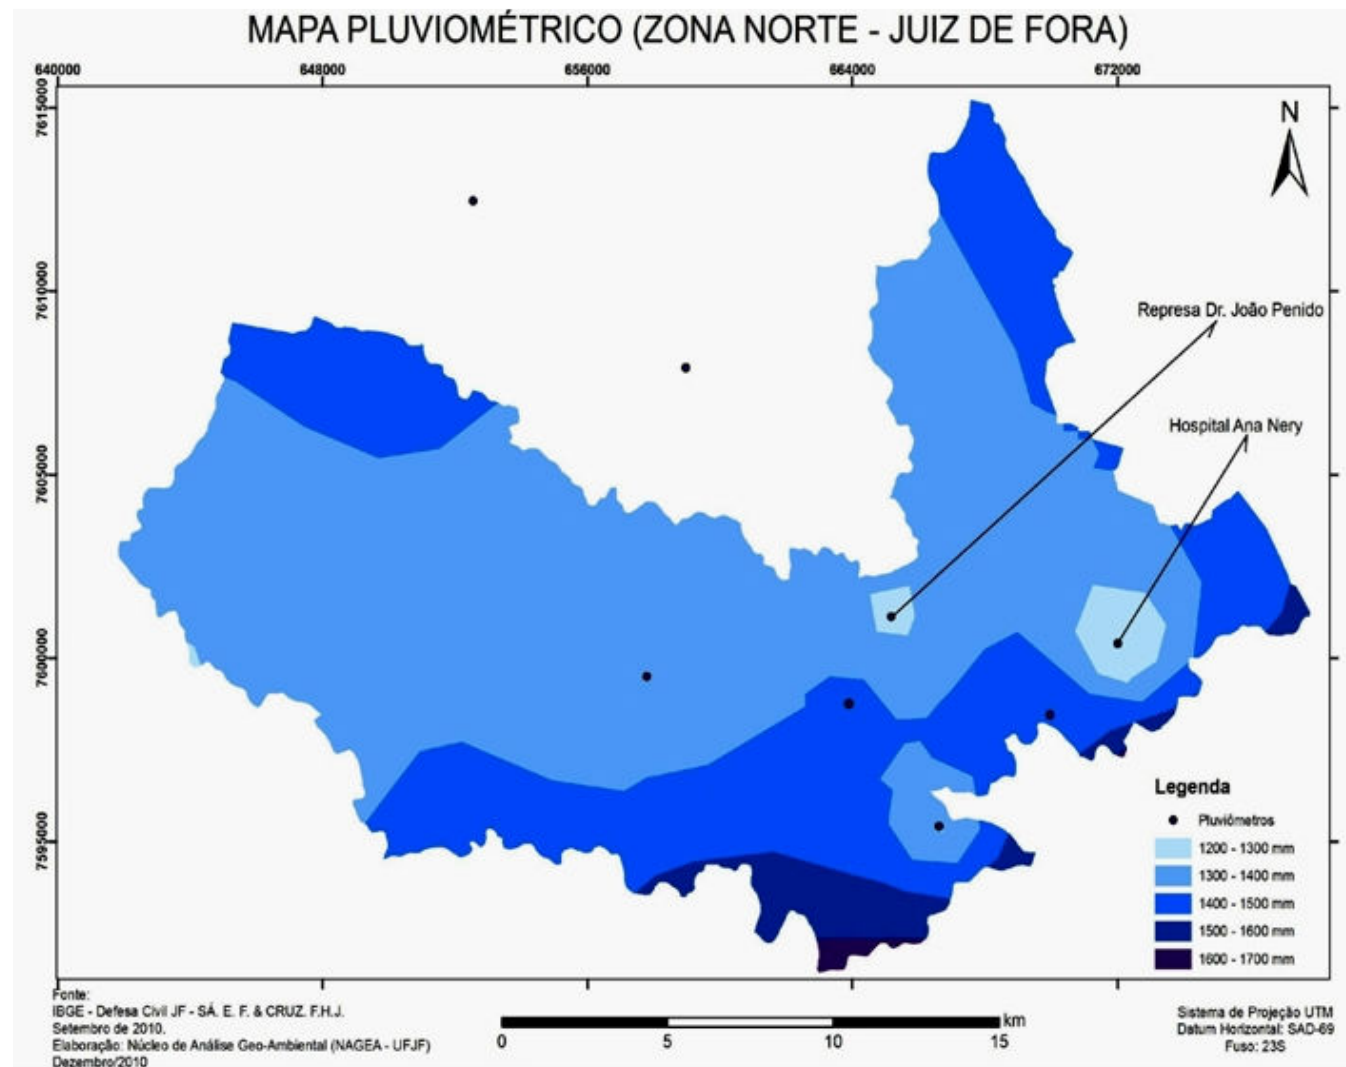 MAPA PLUVIOMÉTRICO (ZONA NORTE - JUIZ DE FORA)
640000 648000 656000 664000 672000
7615000
7610000
7605000
7600000
7595000
N
Represa Dr. João Penido
Hospital Ana Nery
Legenda
Pluviômetros
1200 - 1300 mm
1300 - 1400 mm
1400 - 1500 mm
1500 - 1600 mm
1600 - 1700 mm
Fonte:
IBGE - Defesa Civil JF - SÁ. E. F. & CRUZ. F.H.J.
Setembro de 2010.
Elaboração: Núcleo de Análise Geo-Ambiental (NAGEA - UFJF)
Dezembro/2010
km
0 5 10 15
Sistema de Projeção UTM
Datum Horizontal: SAD-69
Fuso: 23S